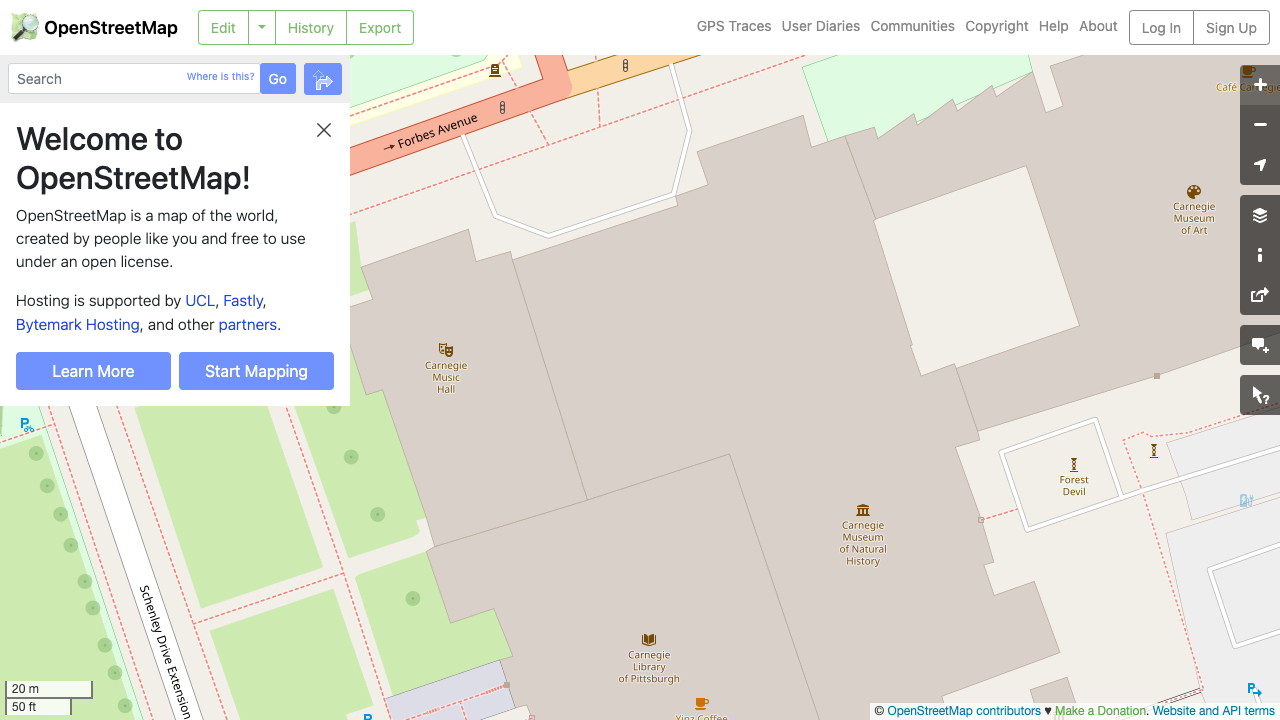 OpenStreetMap
Edit
History
Export
GPS Traces
User Diaries
Communities
Copyright
Help
About
Log In
Sign Up
Search
Where is this?
Go
Welcome to
OpenStreetMap!
OpenStreetMap is a map of the world,
created by people like you and free to use
under an open license.
Hosting is supported by UCL, Fastly,
Bytemark Hosting, and other partners.
Learn More
Start Mapping
Forbes Avenue
Café Carnegie
Carnegie
Museum
of Art
Carnegie
Music
Hall
Forest
Devil
Carnegie
Museum
of Natural
History
Carnegie
Library
of Pittsburgh
Yinz Coffee
Schenley Drive Extension
P
P
P
20 m
50 ft
© OpenStreetMap contributors ♥ Make a Donation. Website and API terms